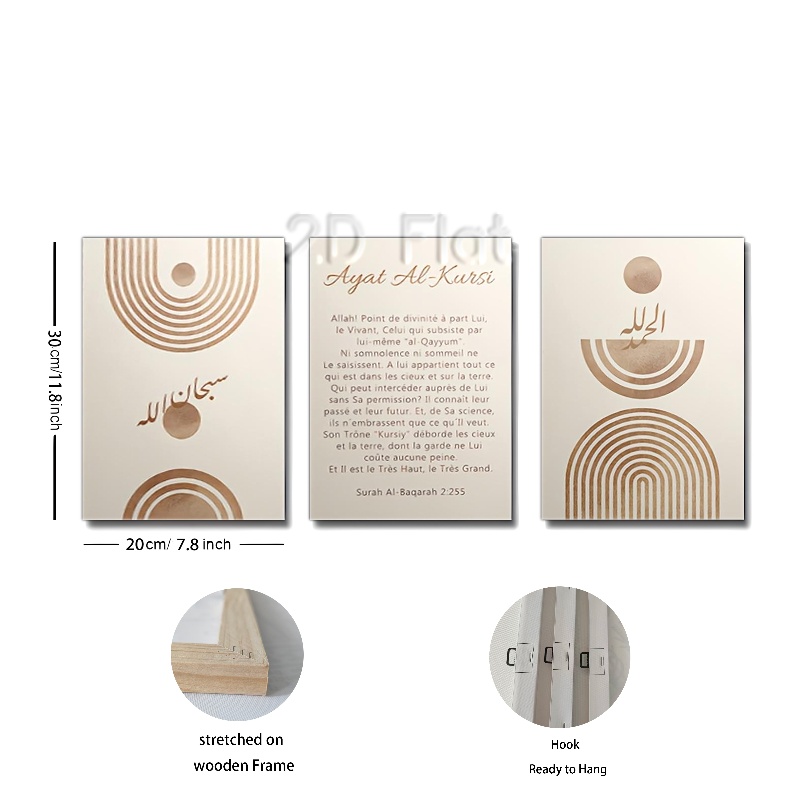 2D Flat
Ayat Al-Kursi
Allah! Point de divinité à part Lui,
le Vivant, Celui qui subsiste par
lui-même "al-Qayyum".
Ni somnolence ni sommeil ne
Le saisissent. A lui appartient tout ce
qui est dans les cieux et sur la terre.
Qui peut intercéder auprès de Lui
sans Sa permission? Il connaît leur
passé et leur futur. Et, de Sa science,
ils n'embrassent que ce qu'Il veut.
Son Trône "Kursiy" déborde les cieux
et la terre, dont la garde ne Lui
coûte aucune peine.
Et Il est le Très Haut, le Très Grand.
Surah Al-Baqarah 2:255
سبحان الله
الحمد لله
30cm/11.8inch
20cm/ 7.8 inch
stretched on
wooden Frame
Hook
Ready to Hang